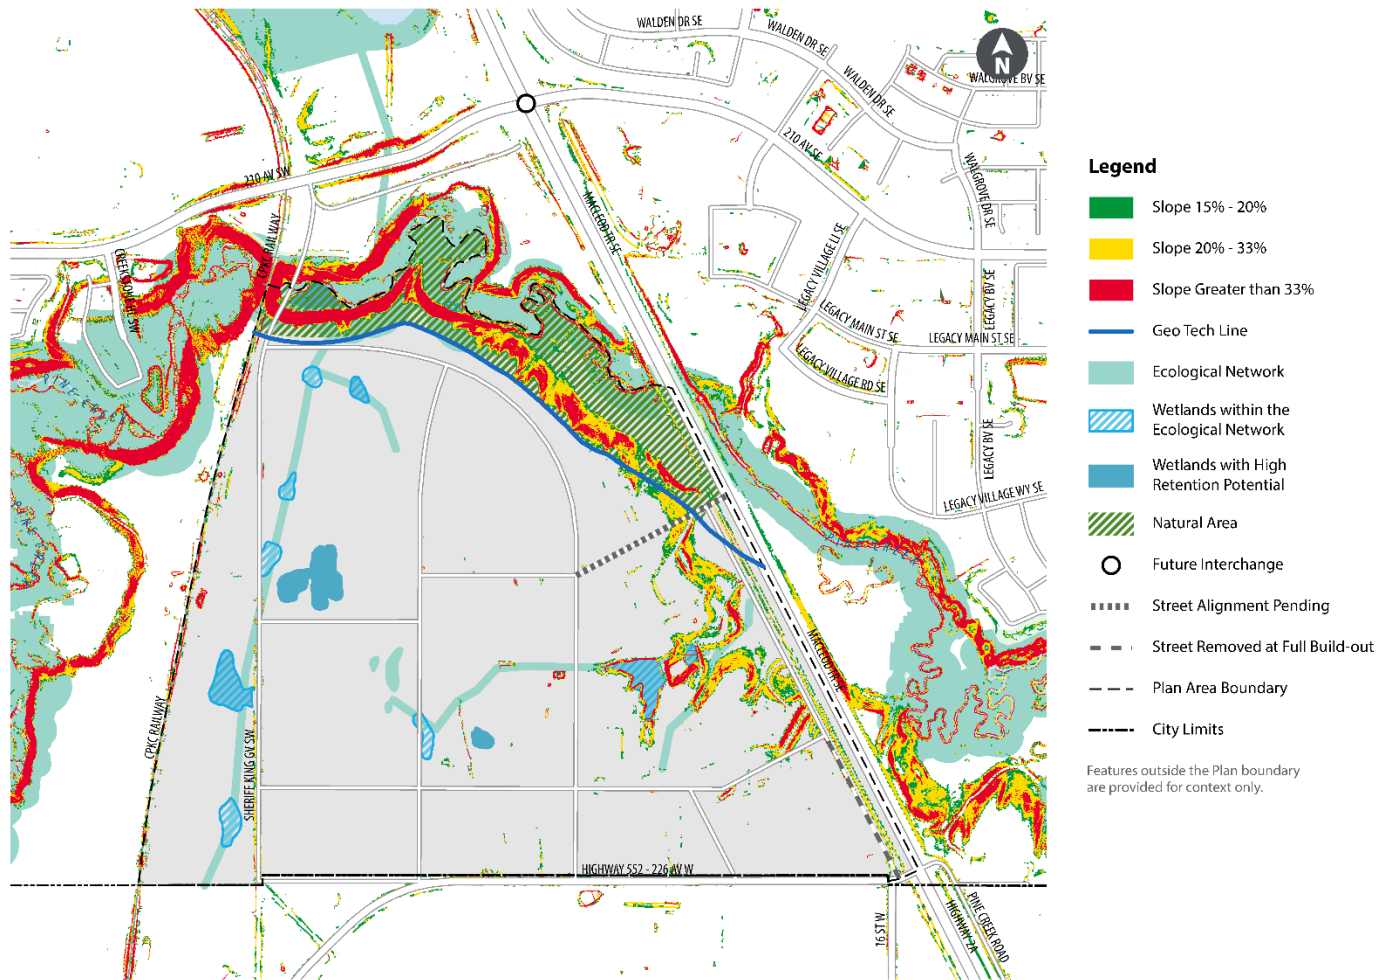 WALDEN DR SE
WALDEN DR SE
N
WALGROVE BV SE
WALDEN DR SE
210 AV SE
WALGROVE DR SE
210 AV SW
MACLEOD TR SE
CPKC RAILWAY
LEGACY VILLAGE LI SE
LEGACY BV SE
LEGACY MAIN ST SE
LEGACY MAIN ST SE
LEGACY VILLAGE RD SE
LEGACY BV SE
LEGACY VILLAGE WY SE
MACLEOD TR SE
CPKC RAILWAY
SHERIFF KING GV SW
HIGHWAY 552 - 226 AV W
16 ST W
HIGHWAY 2A
PINE CREEK ROAD
Legend
Slope 15% - 20%
Slope 20% - 33%
Slope Greater than 33%
Geo Tech Line
Ecological Network
Wetlands within the
Ecological Network
Wetlands with High
Retention Potential
Natural Area
Future Interchange
Street Alignment Pending
Street Removed at Full Build-out
Plan Area Boundary
City Limits
Features outside the Plan boundary
are provided for context only.